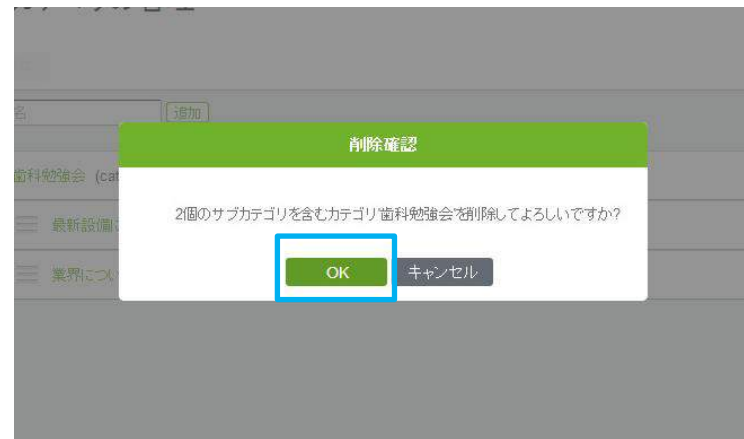 名
追加
削除確認
歯科勉強会 (cat
2個のサブカテゴリを含むカテゴリ'歯科勉強会'を削除してよろしいですか?
最新設備に
OK
キャンセル
業界につい